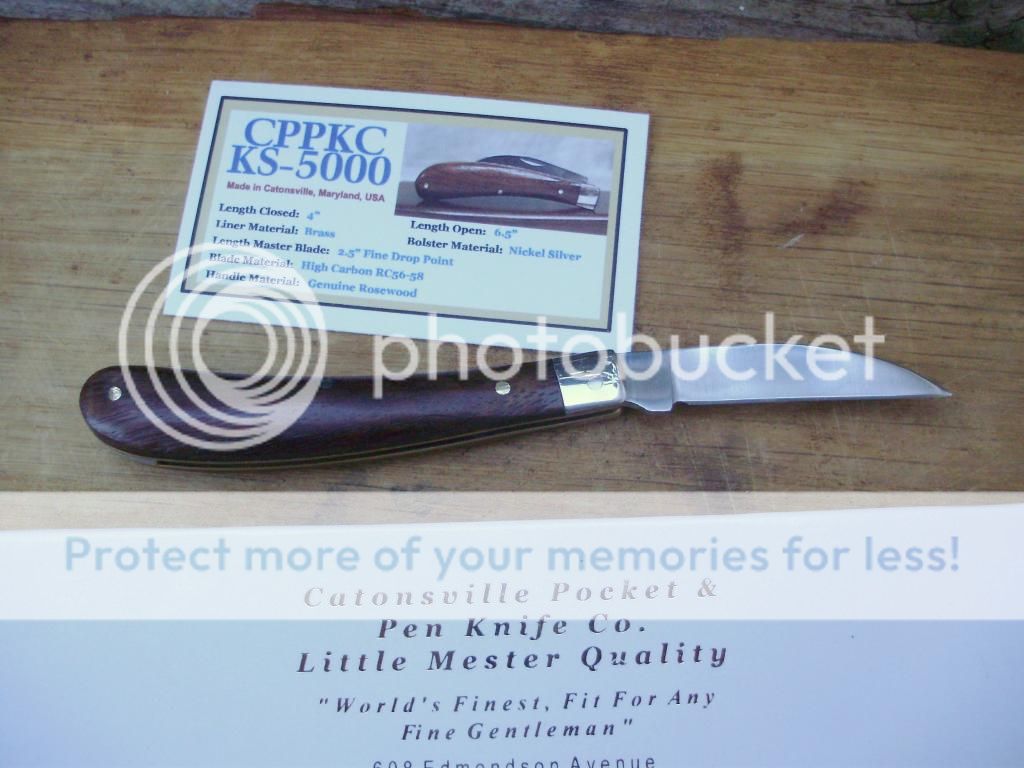 CPPKC
KS-5000
Made in Catonsville, Maryland, USA
Length Closed: 4"
Length Open: 6.5"
Liner Material: Brass
Bolster Material: Nickel Silver
Length Master Blade: 2.5" Fine Drop Point
Blade Material: High Carbon RC56-58
Handle Material: Genuine Rosewood
photobucket
Protect more of your memories for less!
Catonsville Pocket &
Pen Knife Co.
Little Mester Quality
"World's Finest, Fit For Any
Fine Gentleman"
608 Edmondson Avenue